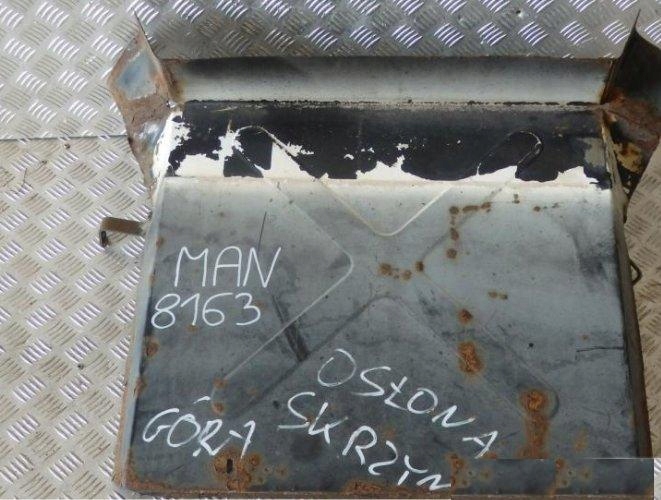 MAN
8163
OSŁONA
GÓRA SKRZYN